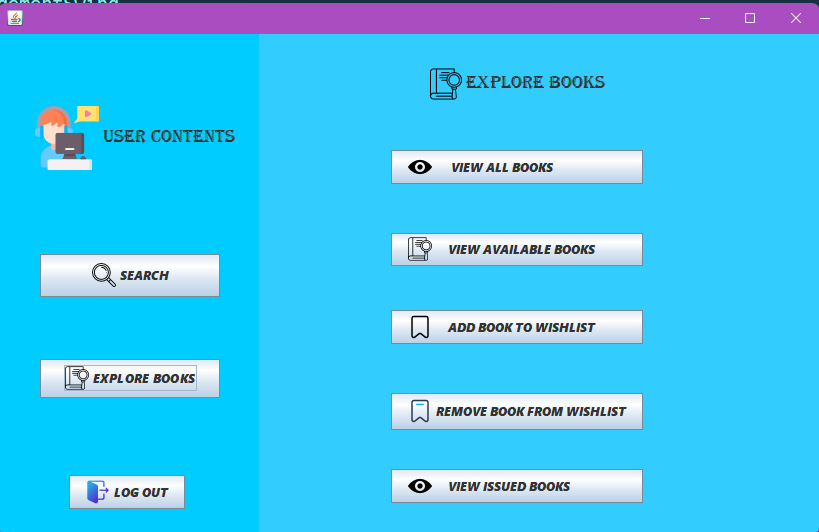 USER CONTENTS
SEARCH
EXPLORE BOOKS
LOG OUT
EXPLORE BOOKS
VIEW ALL BOOKS
VIEW AVAILABLE BOOKS
ADD BOOK TO WISHLIST
REMOVE BOOK FROM WISHLIST
VIEW ISSUED BOOKS